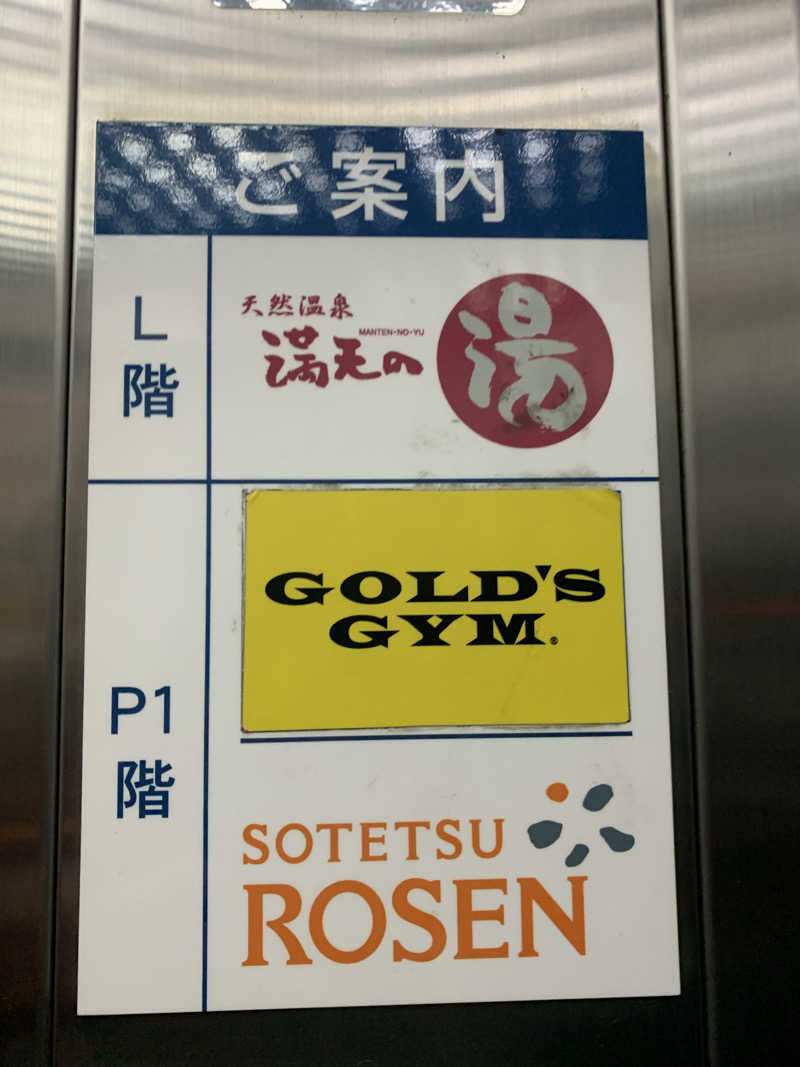 ご案内
L
階
天然温泉
MANTEN-NO-YU
満天の
湯
P1
階
GOLD'S
GYM®
SOTETSU
ROSEN